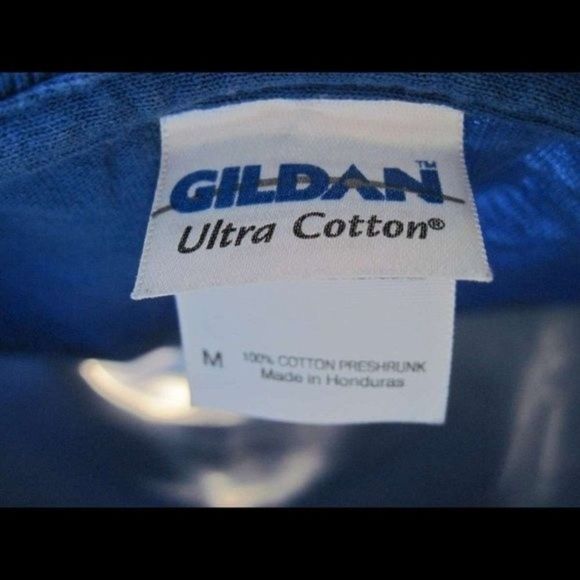 GILDAN™
Ultra Cotton®
M 100% COTTON PRESHRUNK
Made in Honduras